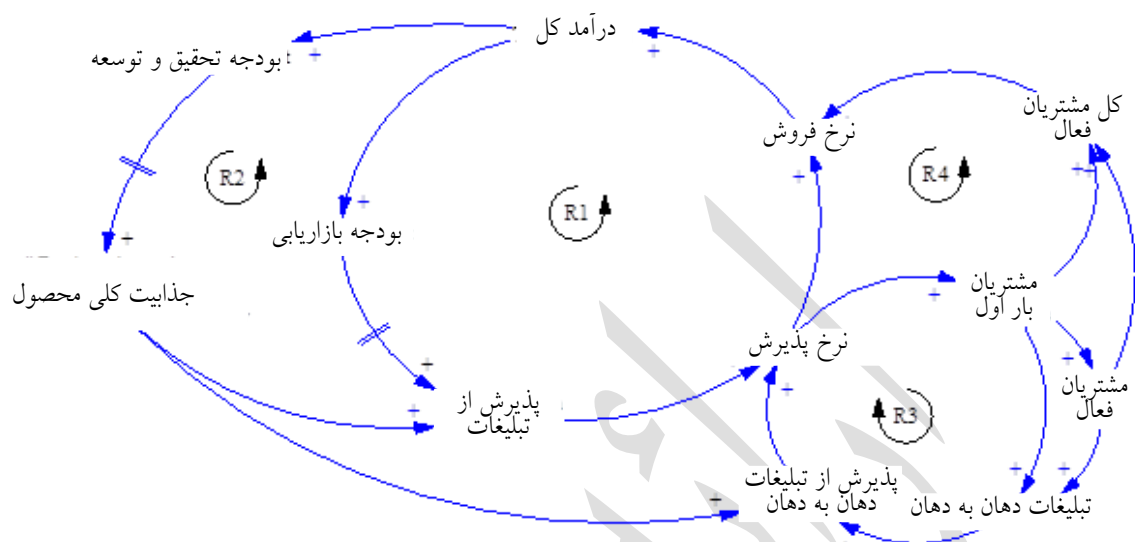 درآمد کل
بودجه تحقیق و توسعه
کل مشتریان
فعال
نرخ فروش
R2
R4
R1
بودجه بازاریابی
مشتریان
بار اول
جذابیت کلی محصول
نرخ پذیرش
مشتریان
فعال
پذیرش از
تبلیغات
R3
پذیرش از تبلیغات
دهان به دهان
تبلیغات دهان به دهان